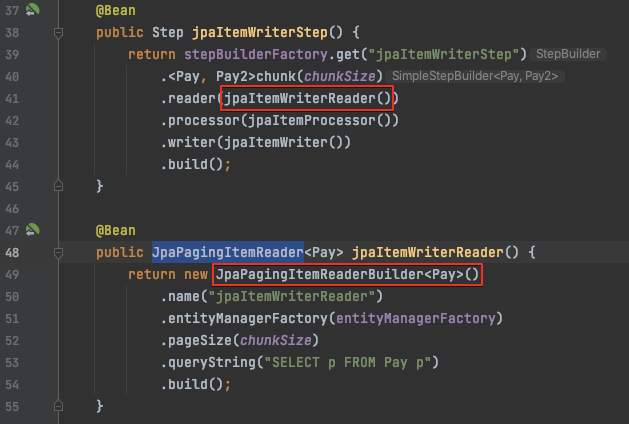 37 @Bean
38 public Step jpaItemWriterStep() {
39 return stepBuilderFactory.get("jpaItemWriterStep") StepBuilder
40 .<Pay, Pay2>chunk(chunkSize) SimpleStepBuilder<Pay, Pay2>
41 .reader(jpaItemWriterReader())
42 .processor(jpaItemProcessor())
43 .writer(jpaItemWriter())
44 .build();
45 }
46
47 @Bean
48 public JpaPagingItemReader<Pay> jpaItemWriterReader() {
49 return new JpaPagingItemReaderBuilder<Pay>()
50 .name("jpaItemWriterReader")
51 .entityManagerFactory(entityManagerFactory)
52 .pageSize(chunkSize)
53 .queryString("SELECT p FROM Pay p")
54 .build();
55 }